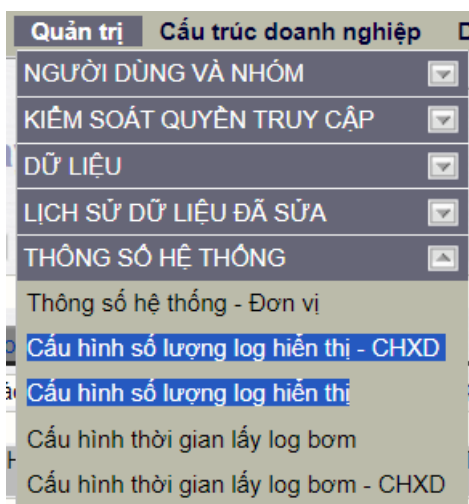 Quản trị Cấu trúc doanh nghiệp
NGƯỜI DÙNG VÀ NHÓM
KIỂM SOÁT QUYỀN TRUY CẬP
DỮ LIỆU
LỊCH SỬ DỮ LIỆU ĐÃ SỬA
THÔNG SỐ HỆ THỐNG
Thông số hệ thống - Đơn vị
Cấu hình số lượng log hiển thị - CHXD
Cấu hình số lượng log hiển thị
Cấu hình thời gian lấy log bơm
Cấu hình thời gian lấy log bơm - CHXD